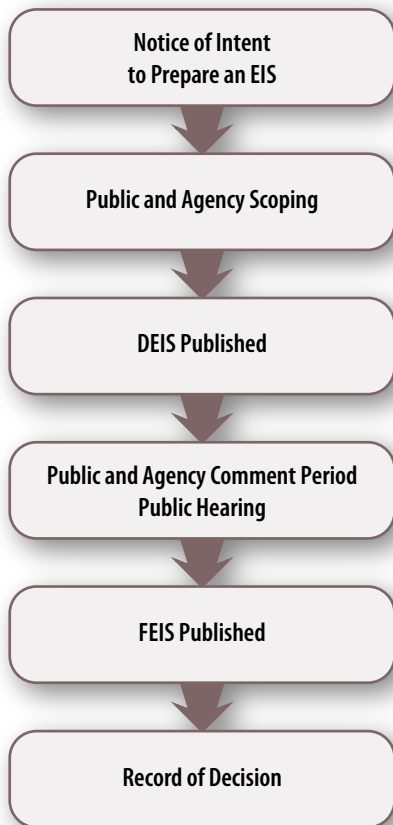 Notice of Intent
to Prepare an EIS
Public and Agency Scoping
DEIS Published
Public and Agency Comment Period
Public Hearing
FEIS Published
Record of Decision